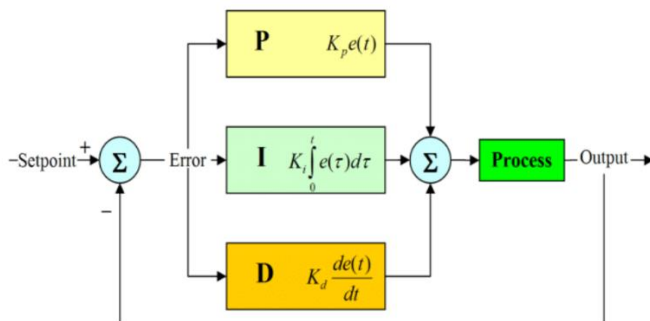 P K_p e(t)
+
–Setpoint Σ Error I K_i ∫_0^t e(τ)dτ Σ Process Output
–
D K_d de(t)/dt